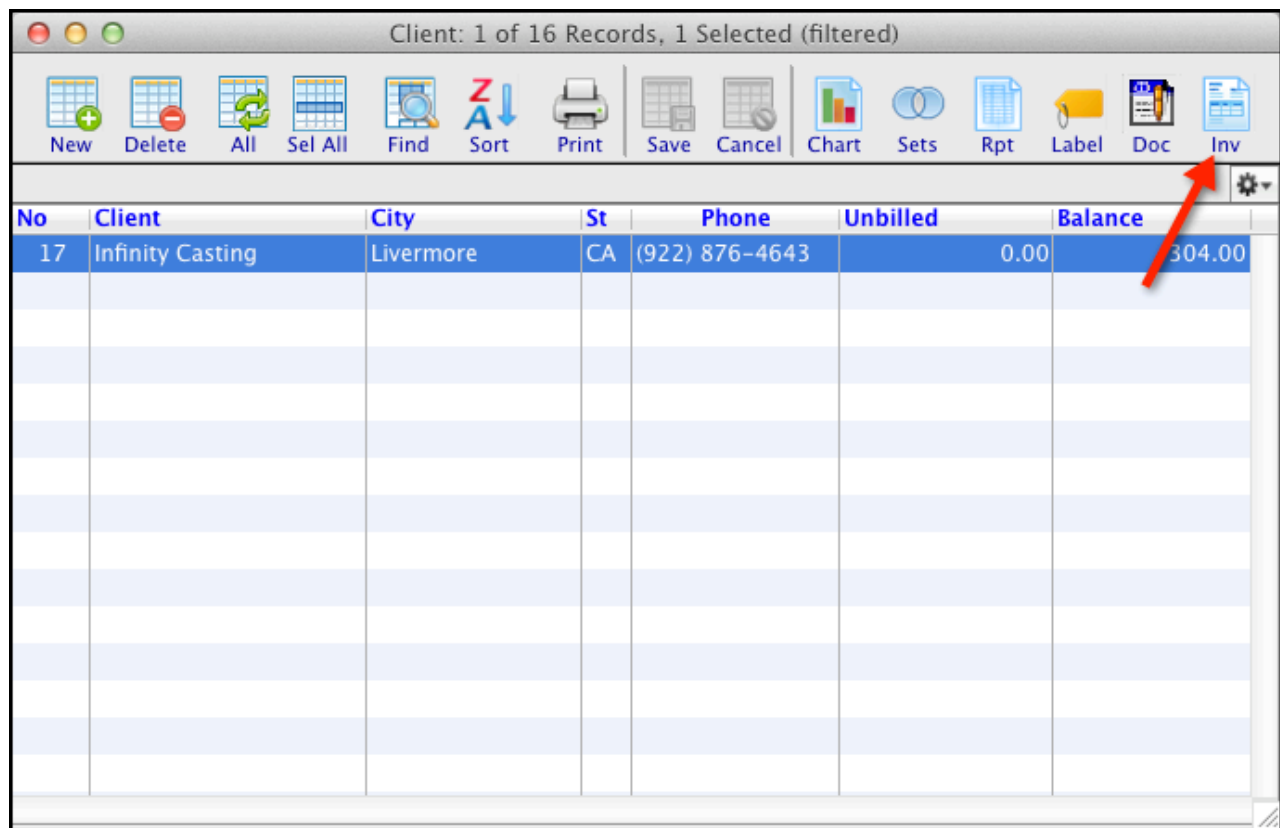 Client: 1 of 16 Records, 1 Selected (filtered)
New Delete All Sel All Find Sort Print Save Cancel Chart Sets Rpt Label Doc Inv
No Client City St Phone Unbilled Balance
17 Infinity Casting Livermore CA (922) 876-4643 0.00 304.00